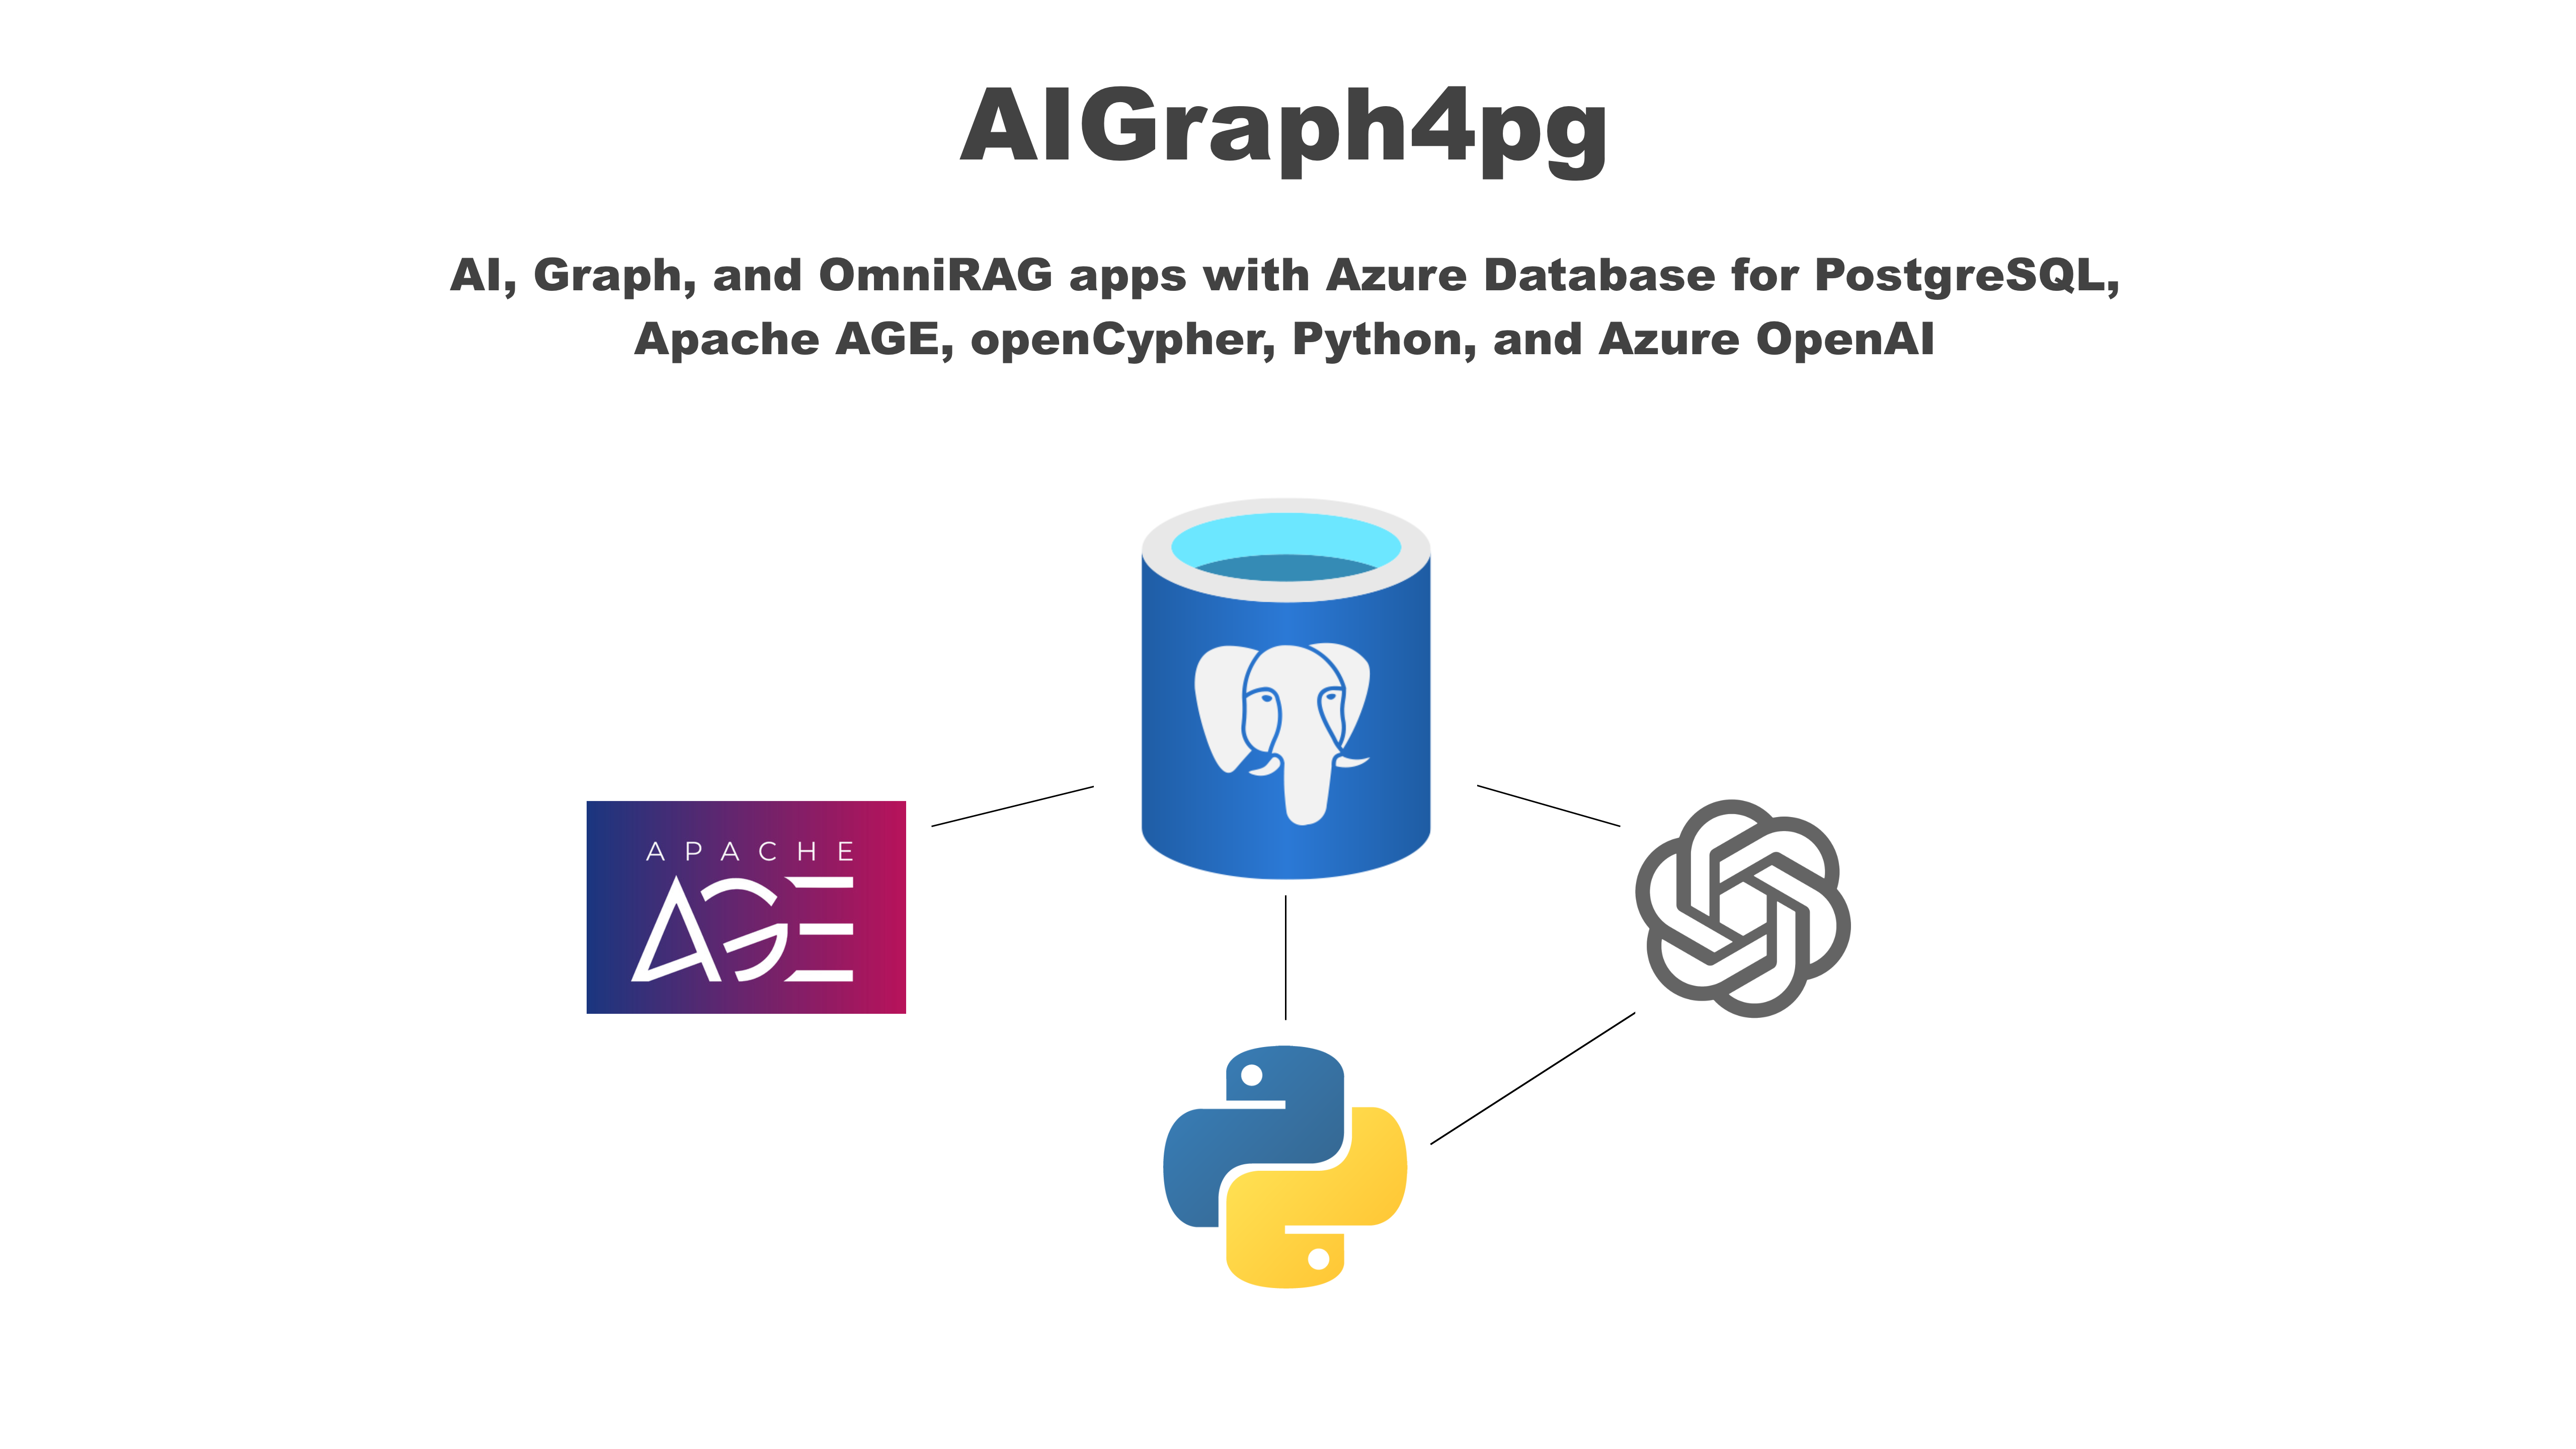 AIGraph4pg
AI, Graph, and OmniRAG apps with Azure Database for PostgreSQL,
Apache AGE, openCypher, Python, and Azure OpenAI
APACHE
AGE